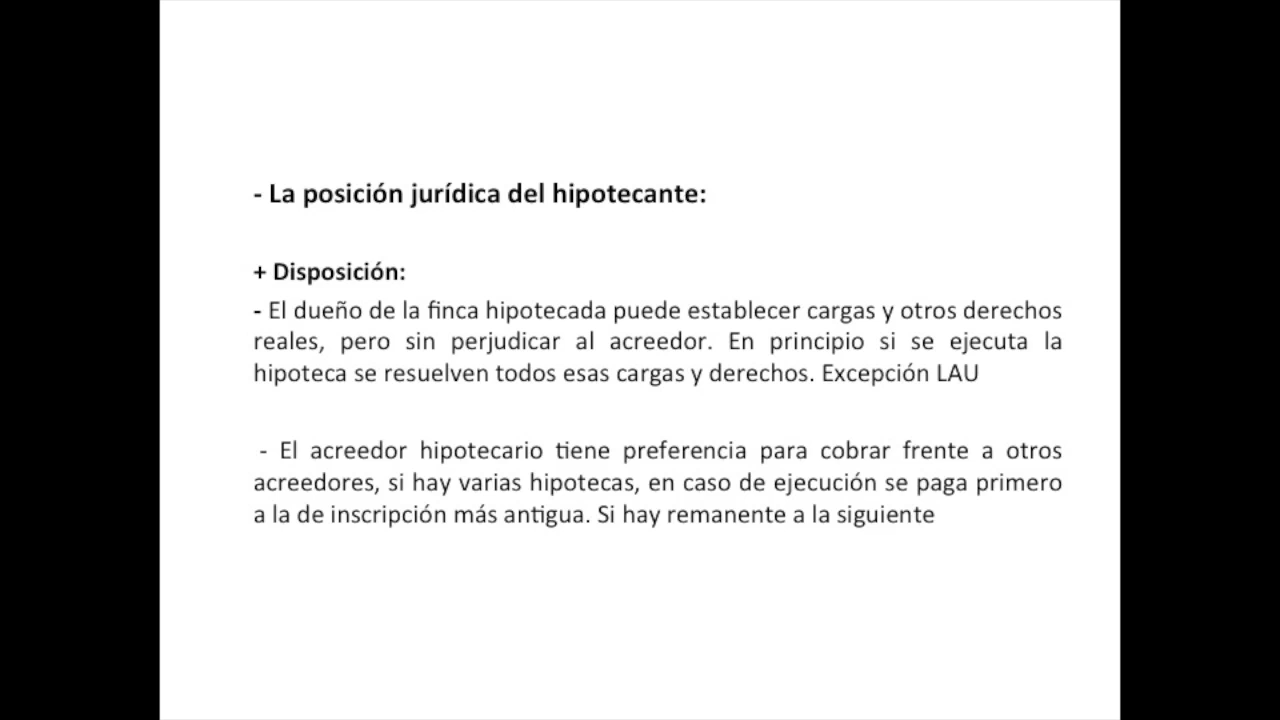 - La posición jurídica del hipotecante:
+ Disposición:
- El dueño de la finca hipotecada puede establecer cargas y otros derechos
reales, pero sin perjudicar al acreedor. En principio si se ejecuta la
hipoteca se resuelven todos esas cargas y derechos. Excepción LAU
- El acreedor hipotecario tiene preferencia para cobrar frente a otros
acreedores, si hay varias hipotecas, en caso de ejecución se paga primero
a la de inscripción más antigua. Si hay remanente a la siguiente